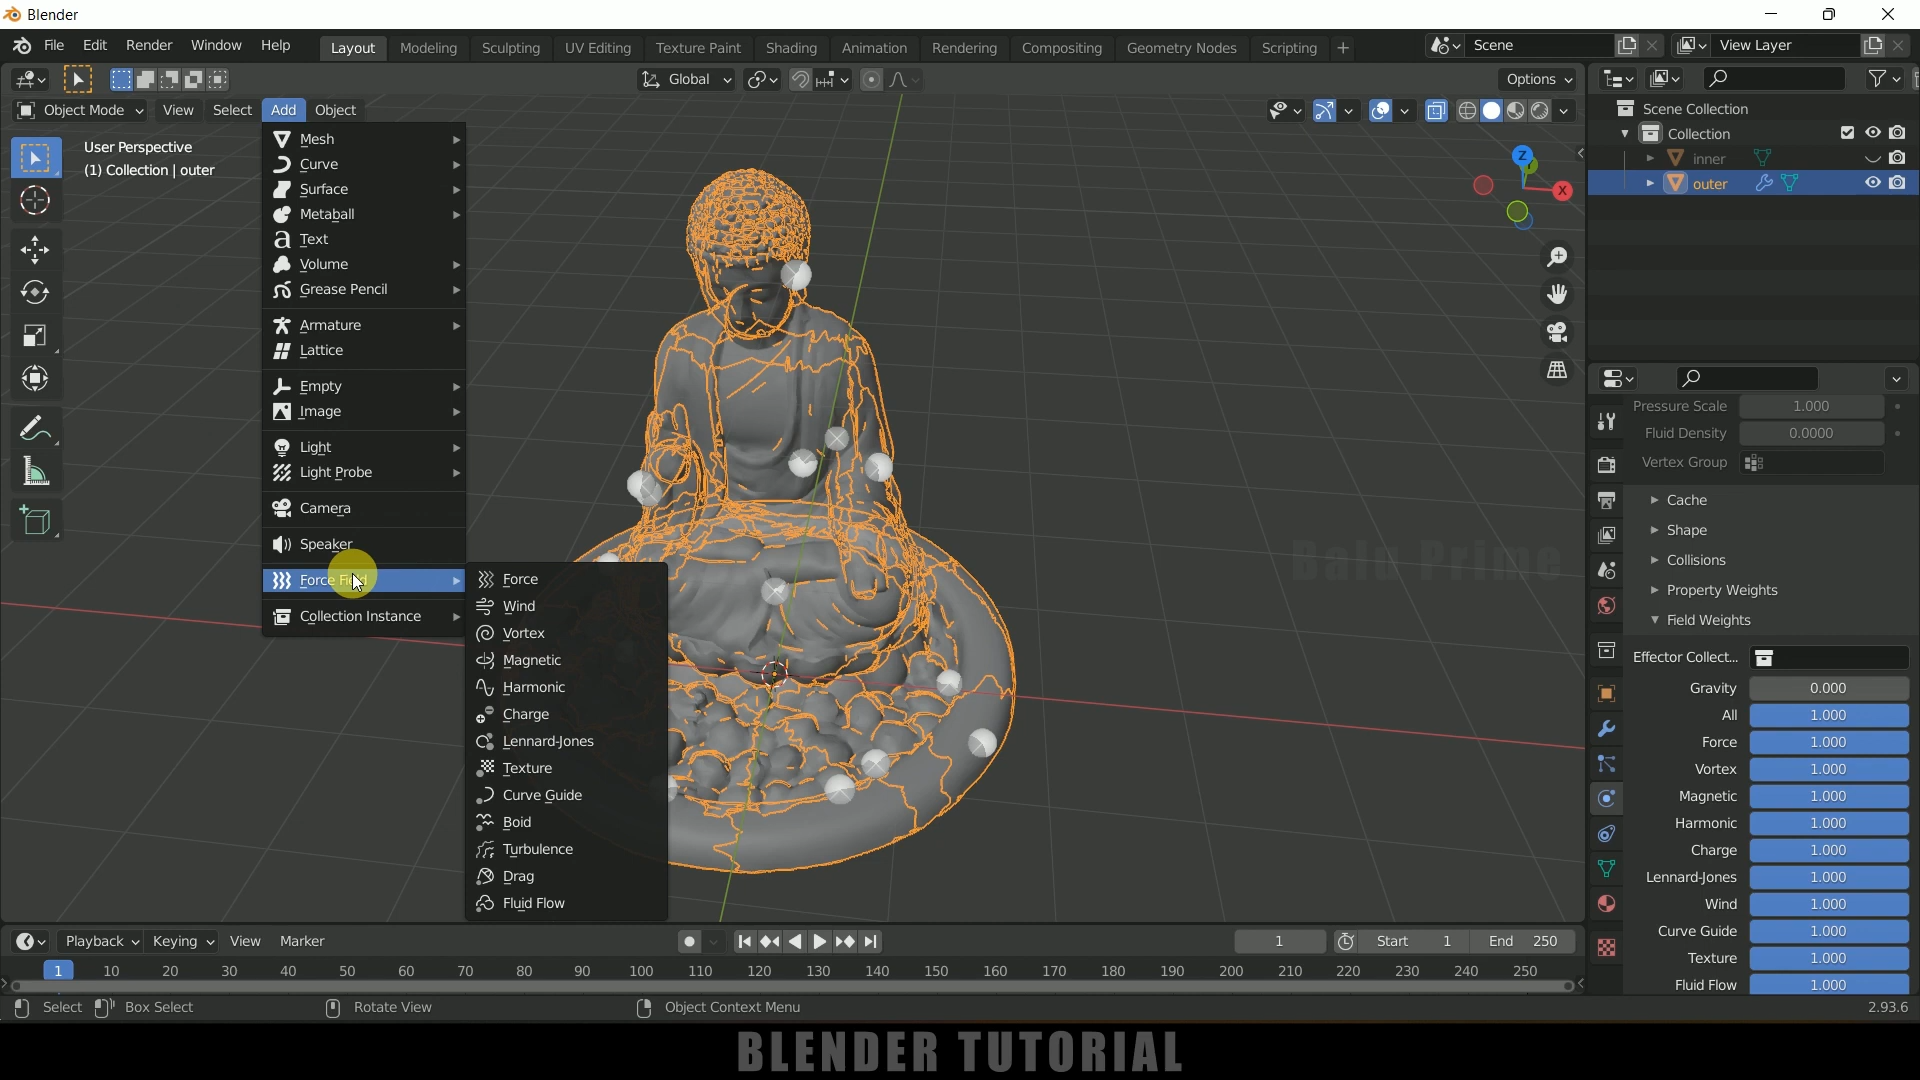 Blender
File Edit Render Window Help Layout Modeling Sculpting UV Editing Texture Paint Shading Animation Rendering Compositing Geometry Nodes Scripting + Scene View Layer
Global Options
Object Mode View Select Add Object
User Perspective
(1) Collection | outer
Mesh
Curve
Surface
Metaball
Text
Volume
Grease Pencil
Armature
Lattice
Empty
Image
Light
Light Probe
Camera
Speaker
Force Field
Collection Instance
Force
Wind
Vortex
Magnetic
Harmonic
Charge
Lennard-Jones
Texture
Curve Guide
Boid
Turbulence
Drag
Fluid Flow
Z
X
Balu Prime
Scene Collection
Collection
inner
outer
Pressure Scale 1.000
Fluid Density 0.0000
Vertex Group
Cache
Shape
Collisions
Property Weights
Field Weights
Effector Collect...
Gravity 0.000
All 1.000
Force 1.000
Vortex 1.000
Magnetic 1.000
Harmonic 1.000
Charge 1.000
Lennard-Jones 1.000
Wind 1.000
Curve Guide 1.000
Texture 1.000
Fluid Flow 1.000
Playback Keying View Marker 1 Start 1 End 250
1 10 20 30 40 50 60 70 80 90 100 110 120 130 140 150 160 170 180 190 200 210 220 230 240 250
Select Box Select Rotate View Object Context Menu 2.93.6
BLENDER TUTORIAL